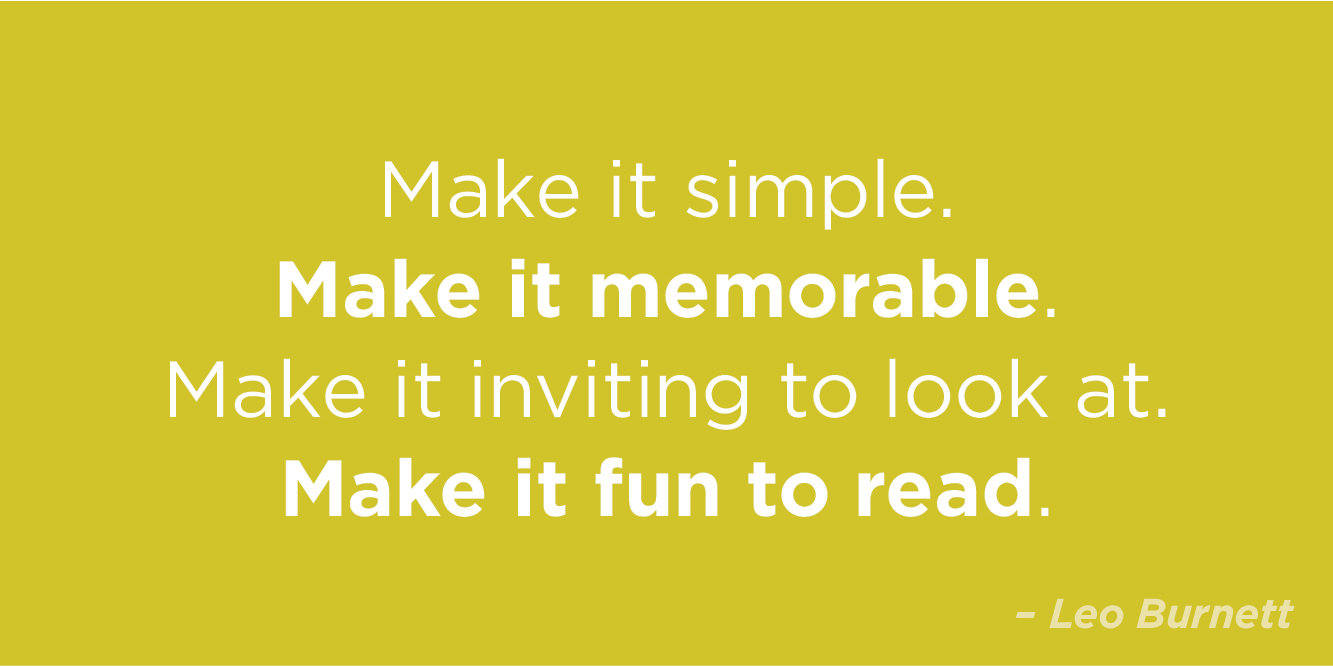 Make it simple.
Make it memorable.
Make it inviting to look at.
Make it fun to read.
– Leo Burnett